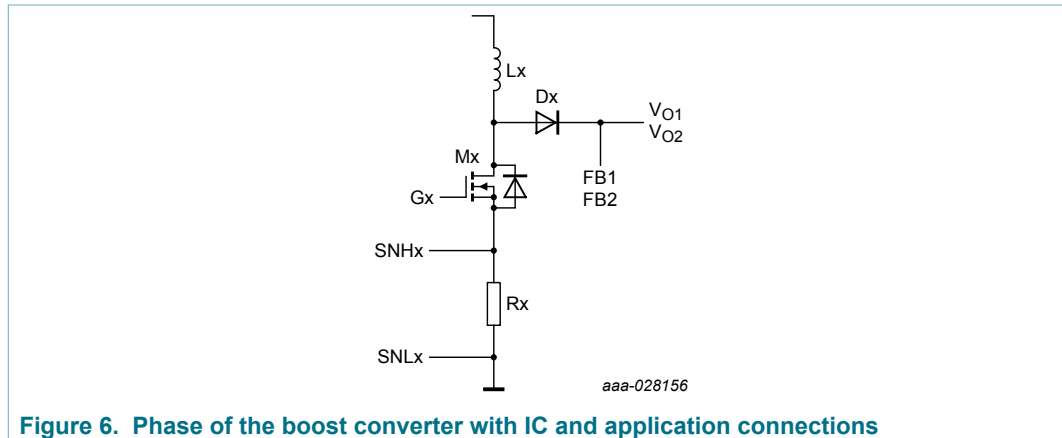 Lx
Dx
VO1
VO2
Mx
FB1
FB2
Gx
SNHx
Rx
SNLx
aaa-028156
Figure 6. Phase of the boost converter with IC and application connections